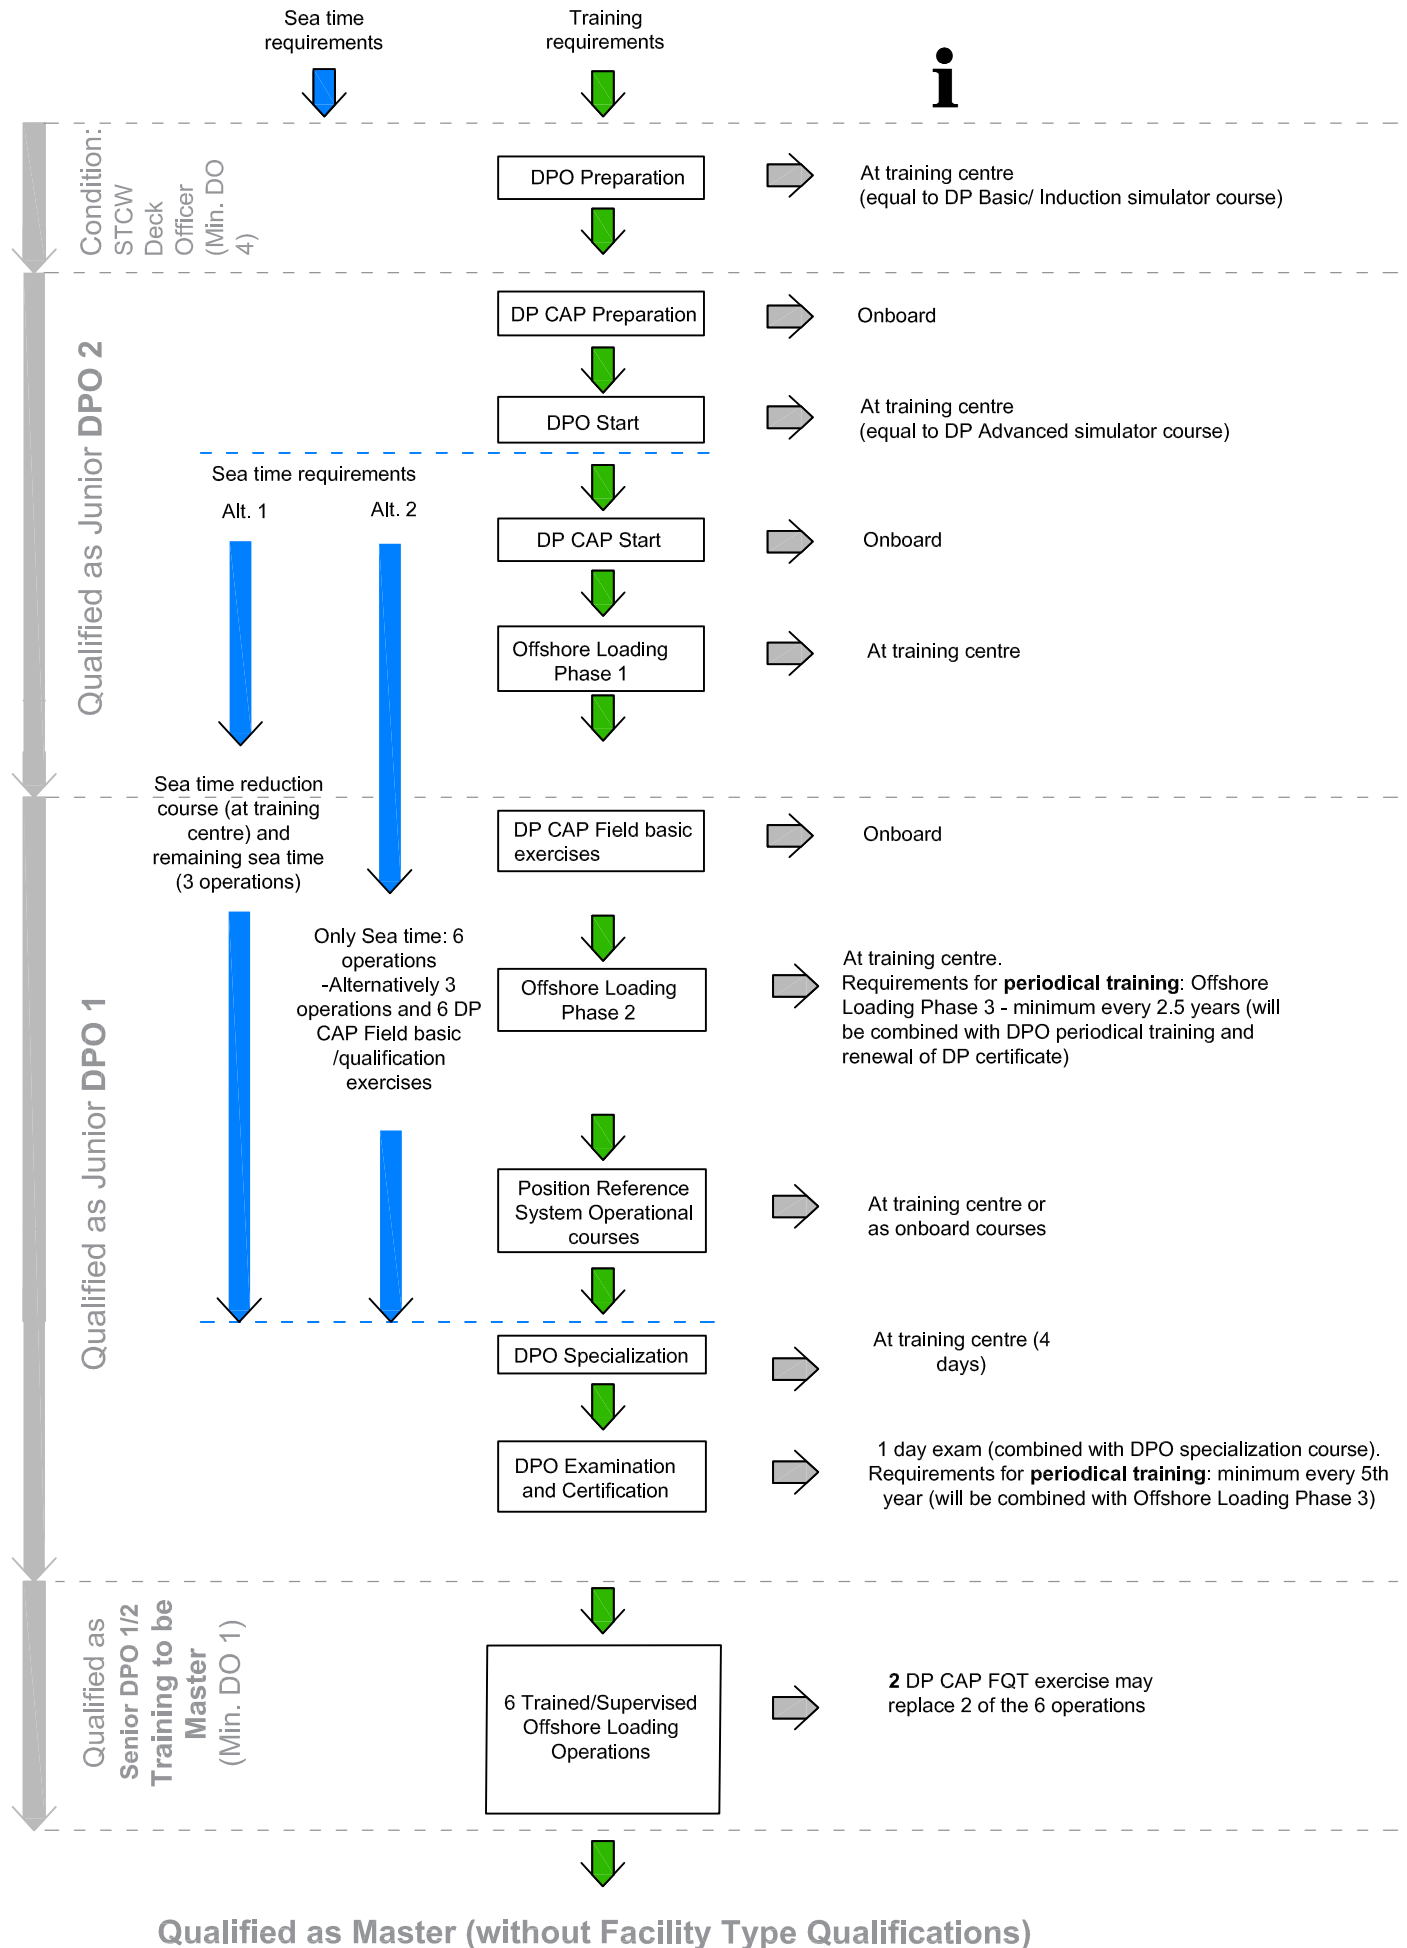 Sea time
requirements
Training
requirements
i
Condition:
STCW
Deck
Officer
(Min. DO
4)
DPO Preparation
At training centre
(equal to DP Basic/ Induction simulator course)
Qualified as Junior DPO 2
DP CAP Preparation
Onboard
DPO Start
At training centre
(equal to DP Advanced simulator course)
Sea time requirements
Alt. 1
Alt. 2
DP CAP Start
Onboard
Offshore Loading
Phase 1
At training centre
Sea time reduction
course (at training
centre) and
remaining sea time
(3 operations)
Qualified as Junior DPO 1
DP CAP Field basic
exercises
Onboard
Only Sea time: 6
operations
-Alternatively 3
operations and 6 DP
CAP Field basic
/qualification
exercises
Offshore Loading
Phase 2
At training centre.
Requirements for periodical training: Offshore
Loading Phase 3 - minimum every 2.5 years (will
be combined with DPO periodical training and
renewal of DP certificate)
Position Reference
System Operational
courses
At training centre or
as onboard courses
DPO Specialization
At training centre (4
days)
DPO Examination
and Certification
1 day exam (combined with DPO specialization course).
Requirements for periodical training: minimum every 5th
year (will be combined with Offshore Loading Phase 3)
Qualified as
Senior DPO 1/2
Training to be
Master
(Min. DO 1)
6 Trained/Supervised
Offshore Loading
Operations
2 DP CAP FQT exercise may
replace 2 of the 6 operations
Qualified as Master (without Facility Type Qualifications)